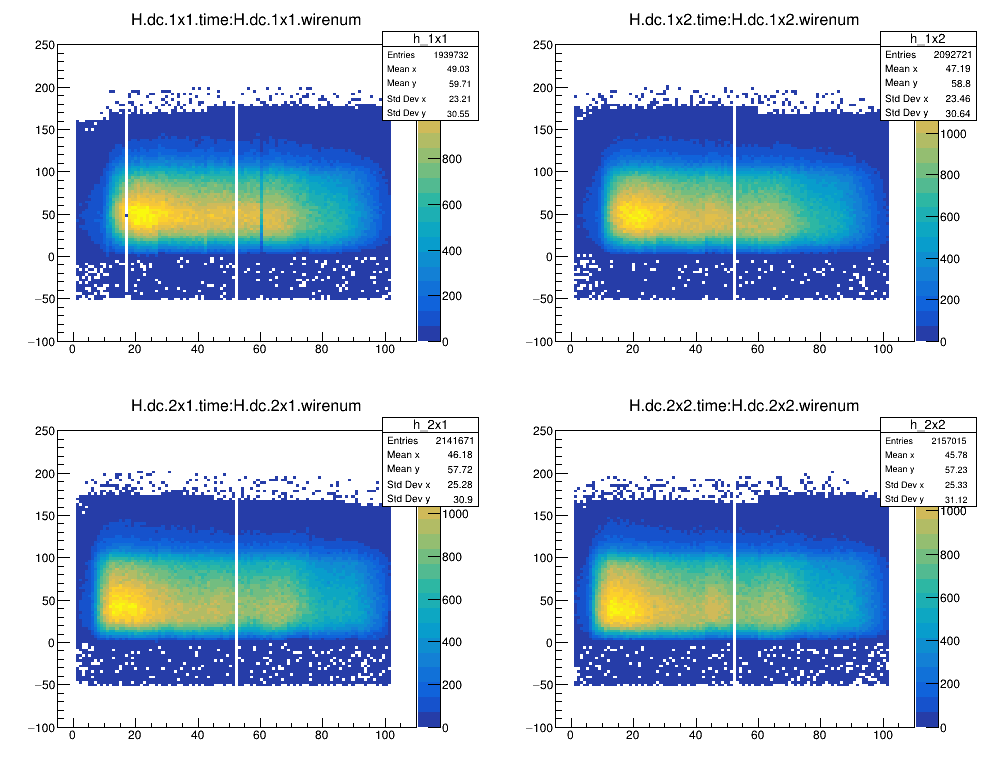 H.dc.1x1.time:H.dc.1x1.wirenum
h_1x1
Entries 1939732
Mean x 49.03
Mean y 59.71
Std Dev x 23.21
Std Dev y 30.55
250
200
150
100
50
0
−50
−100
0 20 40 60 80 100
800
600
400
200
0
H.dc.1x2.time:H.dc.1x2.wirenum
h_1x2
Entries 2092721
Mean x 47.19
Mean y 58.8
Std Dev x 23.46
Std Dev y 30.64
250
200
150
100
50
0
−50
−100
0 20 40 60 80 100
1000
800
600
400
200
0
H.dc.2x1.time:H.dc.2x1.wirenum
h_2x1
Entries 2141671
Mean x 46.18
Mean y 57.72
Std Dev x 25.28
Std Dev y 30.9
250
200
150
100
50
0
−50
−100
0 20 40 60 80 100
1000
800
600
400
200
0
H.dc.2x2.time:H.dc.2x2.wirenum
h_2x2
Entries 2157015
Mean x 45.78
Mean y 57.23
Std Dev x 25.33
Std Dev y 31.12
250
200
150
100
50
0
−50
−100
0 20 40 60 80 100
1000
800
600
400
200
0